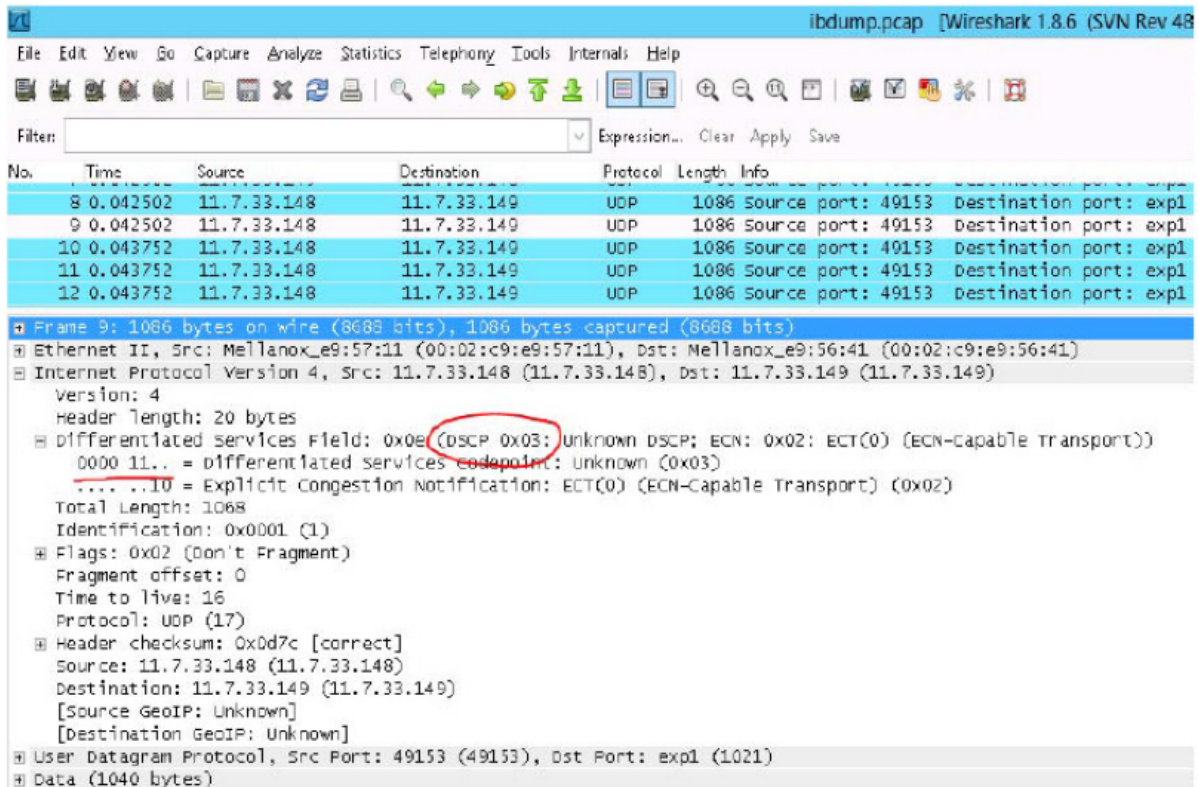 ibdump.pcap [Wireshark 1.8.6 (SVN Rev 48
File Edit View Go Capture Analyze Statistics Telephony Tools Internals Help
Filter: Expression... Clear Apply Save
No. Time Source Destination Protocol Length Info
8 0.042502 11.7.33.148 11.7.33.149 UDP 1086 Source port: 49153 Destination port: exp1
9 0.042502 11.7.33.148 11.7.33.149 UDP 1086 Source port: 49153 Destination port: exp1
10 0.043752 11.7.33.148 11.7.33.149 UDP 1086 Source port: 49153 Destination port: exp1
11 0.043752 11.7.33.148 11.7.33.149 UDP 1086 Source port: 49153 Destination port: exp1
12 0.043752 11.7.33.148 11.7.33.149 UDP 1086 Source port: 49153 Destination port: exp1
Frame 9: 1086 bytes on wire (8688 bits), 1086 bytes captured (8688 bits)
Ethernet II, Src: Mellanox_e9:57:11 (00:02:c9:e9:57:11), Dst: Mellanox_e9:56:41 (00:02:c9:e9:56:41)
Internet Protocol Version 4, Src: 11.7.33.148 (11.7.33.148), Dst: 11.7.33.149 (11.7.33.149)
Version: 4
Header length: 20 bytes
Differentiated Services Field: 0x0e (DSCP 0x03: Unknown DSCP; ECN: 0x02: ECT(0) (ECN-Capable Transport))
0000 11.. = Differentiated Services Codepoint: Unknown (0x03)
.... ..10 = Explicit Congestion Notification: ECT(0) (ECN-Capable Transport) (0x02)
Total Length: 1068
Identification: 0x0001 (1)
Flags: 0x02 (Don't Fragment)
Fragment offset: 0
Time to live: 16
Protocol: UDP (17)
Header checksum: 0x0d7c [correct]
Source: 11.7.33.148 (11.7.33.148)
Destination: 11.7.33.149 (11.7.33.149)
[Source GeoIP: Unknown]
[Destination GeoIP: Unknown]
User Datagram Protocol, Src Port: 49153 (49153), Dst Port: exp1 (1021)
Data (1040 bytes)